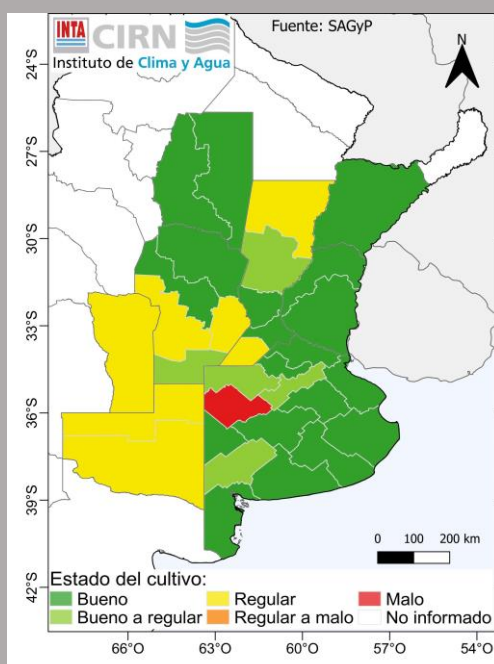 INTA CIRN
Instituto de Clima y Agua
Fuente: SAGyP
N
24°S
27°S
30°S
33°S
36°S
39°S
42°S
0 100 200 km
Estado del cultivo:
Bueno Regular Malo
Bueno a regular Regular a malo No informado
66°O 63°O 60°O 57°O 54°O